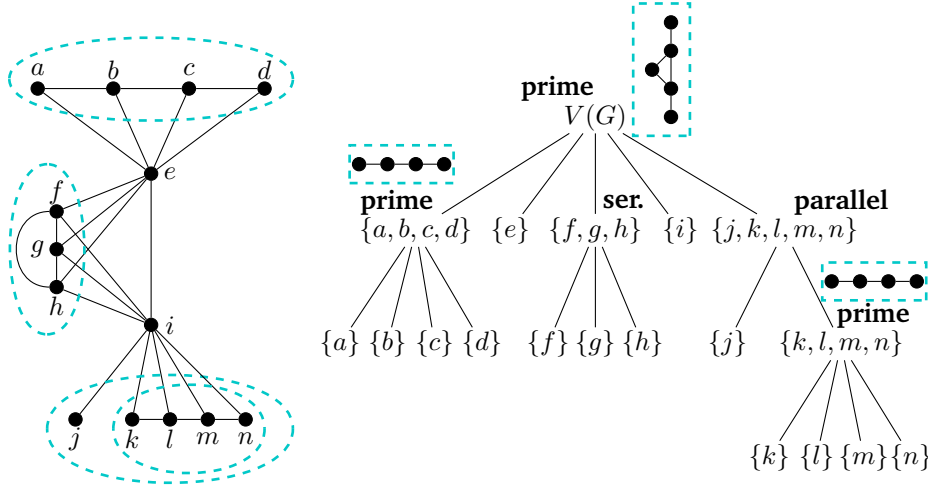 a b c d
e
f
g
h
i
j k l m n
prime
V(G)
prime
ser.
parallel
{a, b, c, d} {e} {f, g, h} {i} {j, k, l, m, n}
prime
{a} {b} {c} {d} {f} {g} {h} {j} {k, l, m, n}
{k} {l} {m} {n}